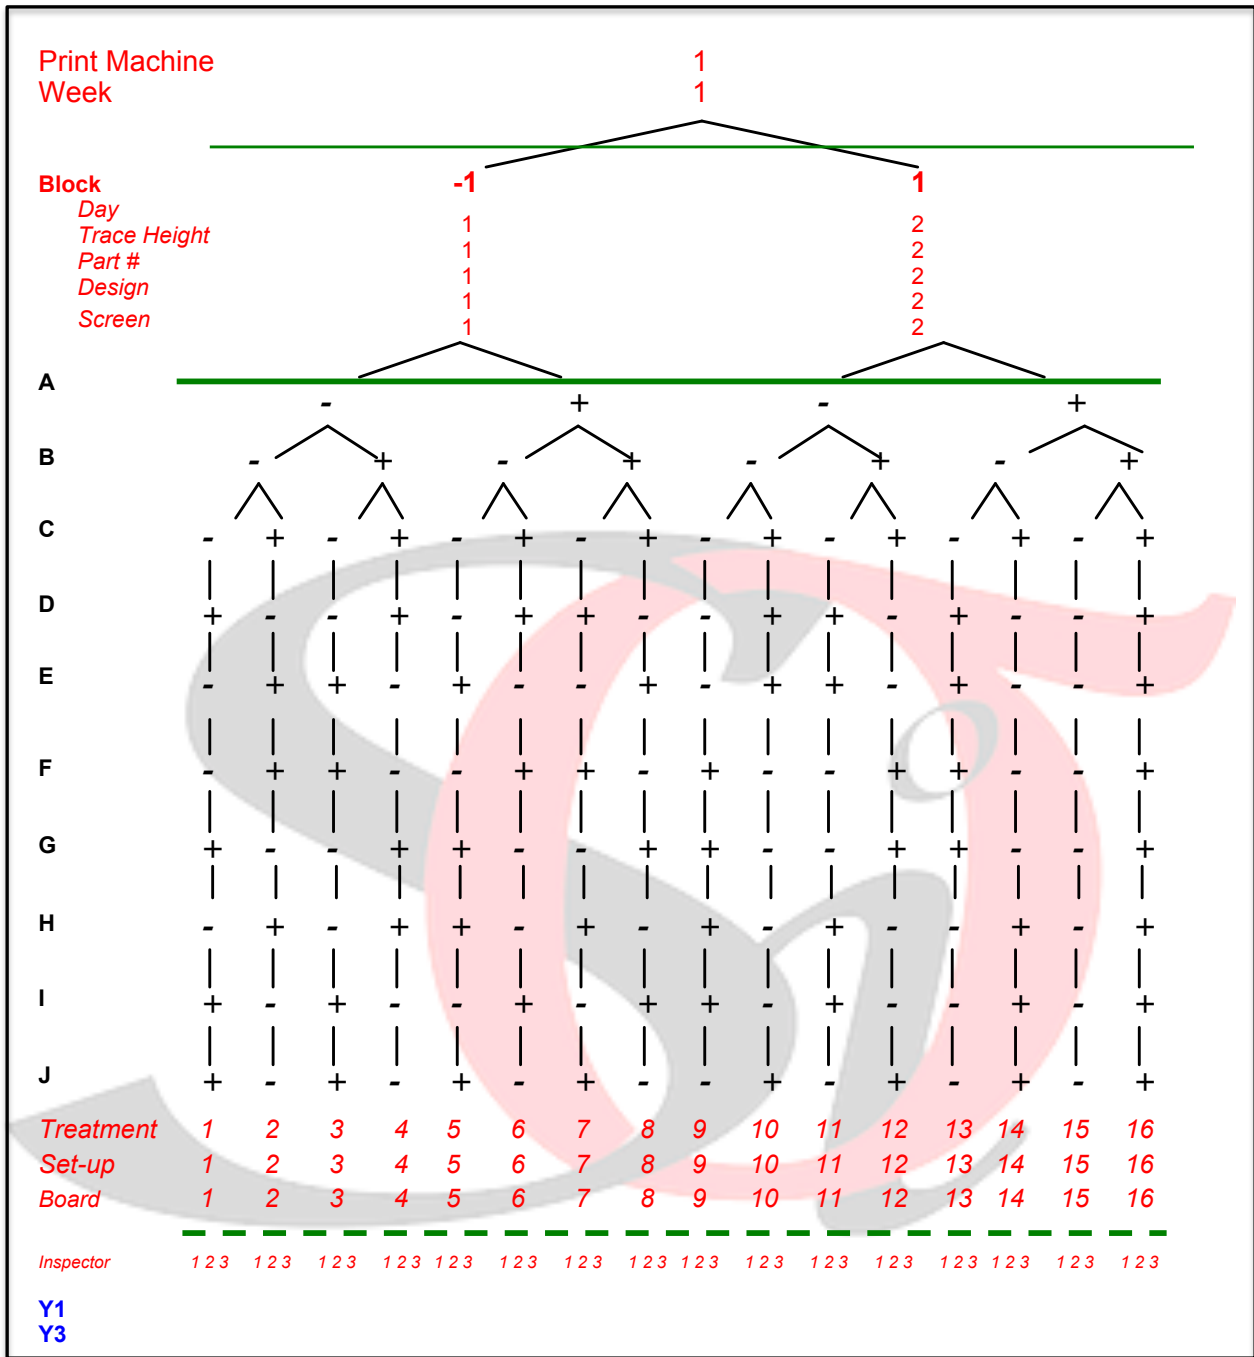 Print Machine 1
Week 1
Block -1 1
Day 1 2
Trace Height 1 2
Part # 1 2
Design 1 2
Screen 1 2
A - + - +
B - + - + - + - +
C - + - + - + - + - + - + - + - +
D + - - + - + + - - + + - + - - +
E - + + - + - - + - + + - + - - +
F - + + - - + + - + - - + + - - +
G + - - + + - - + + - - + + - - +
H - + - + + - + - + - + - - + - +
I + - + - - + - + + - + - - + - +
J + - + - + - + - - + - + - + - +
Treatment 1 2 3 4 5 6 7 8 9 10 11 12 13 14 15 16
Set-up 1 2 3 4 5 6 7 8 9 10 11 12 13 14 15 16
Board 1 2 3 4 5 6 7 8 9 10 11 12 13 14 15 16
Inspector 1 2 3 1 2 3 1 2 3 1 2 3 1 2 3 1 2 3 1 2 3 1 2 3 1 2 3 1 2 3 1 2 3 1 2 3 1 2 3 1 2 3 1 2 3 1 2 3
Y1
Y3